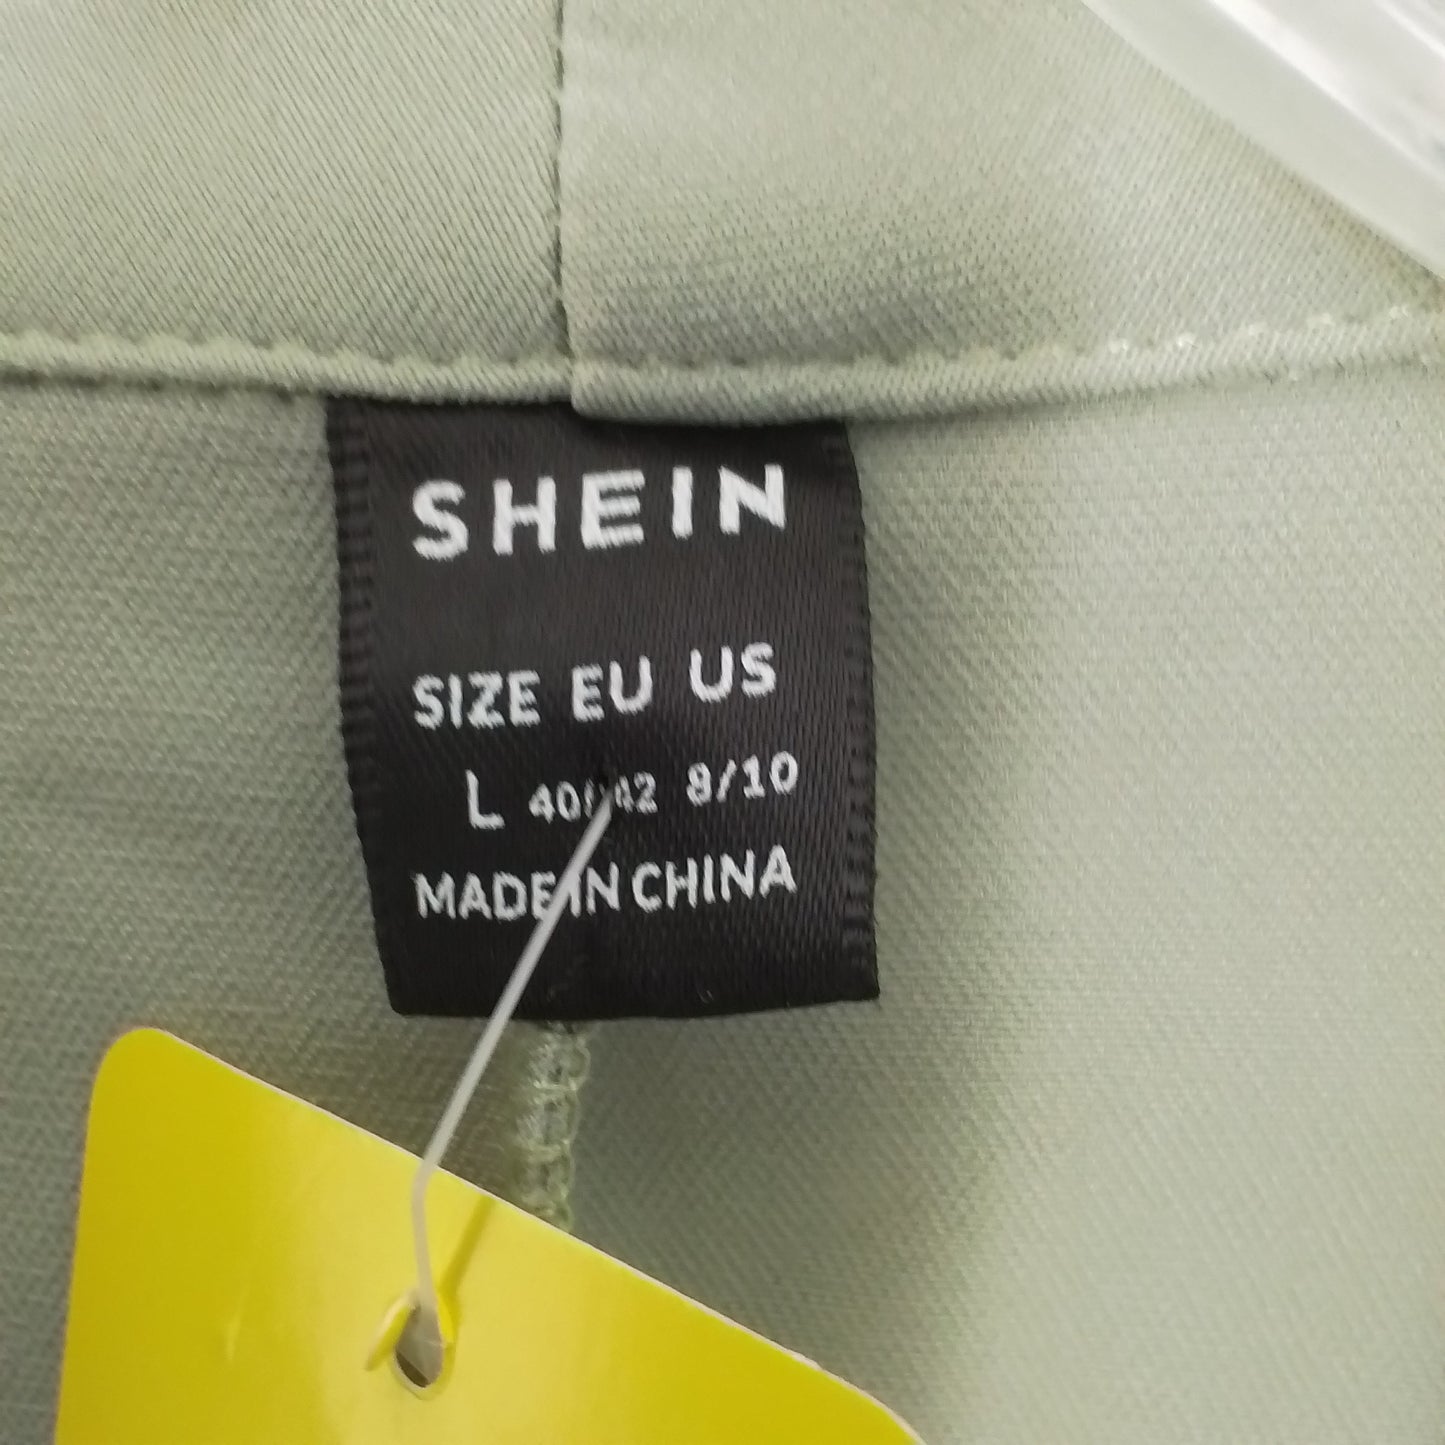 SHEIN
SIZE EU US
L 40/42 8/10
MADE IN CHINA